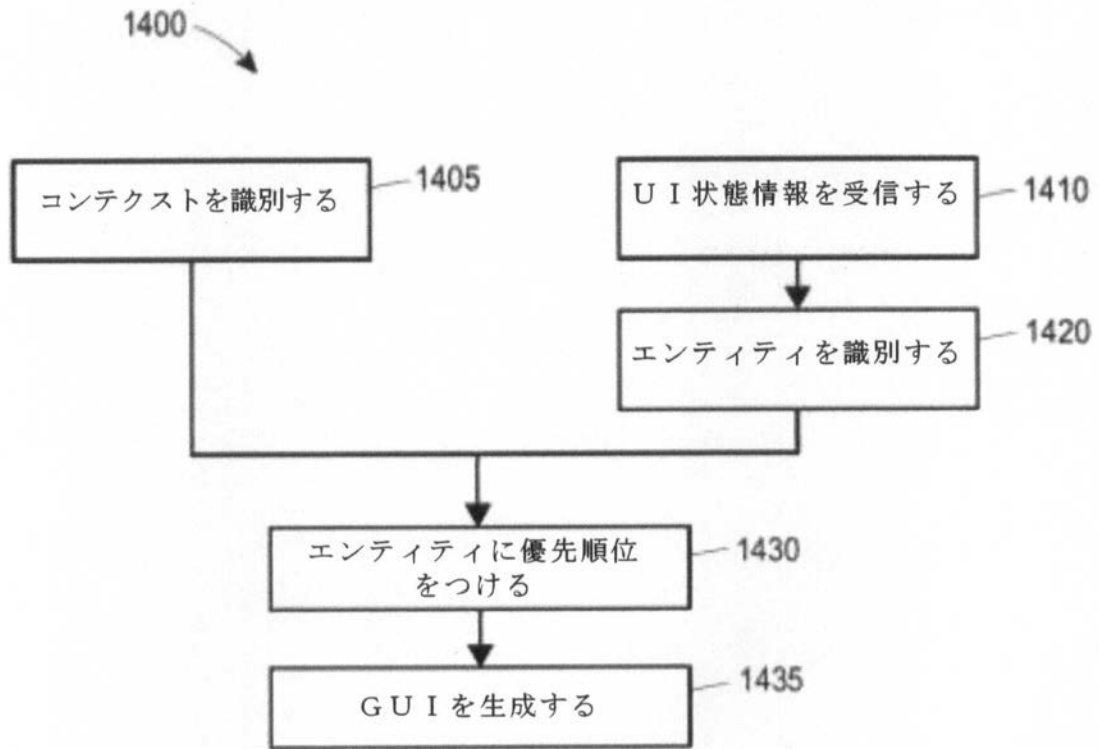 1400
コンテクストを識別する
1405
UI状態情報を受信する
1410
エンティティを識別する
1420
エンティティに優先順位
をつける
1430
GUIを生成する
1435